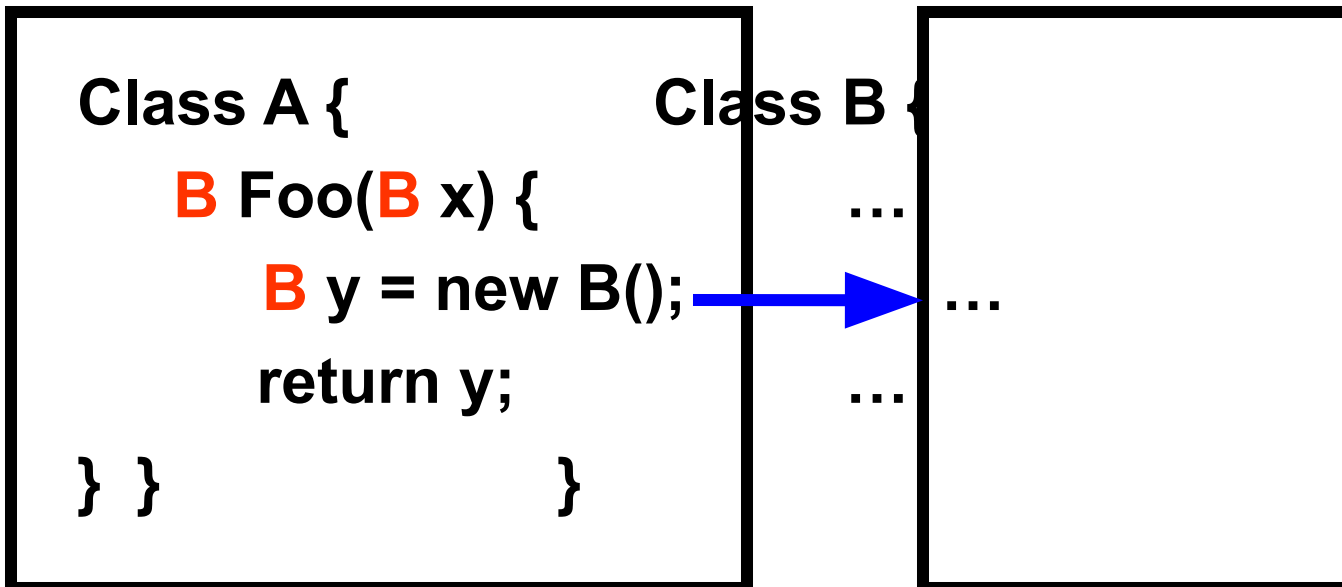 Class A { Class B {
B Foo(B x) { …
B y = new B(); …
return y; …
} } }